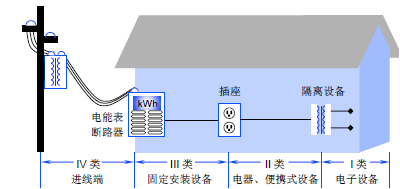 kWh
电能表
断路器
插座
隔离设备
IV 类
III 类
II 类
I 类
进线端
固定安装设备
电器、便携式设备
电子设备